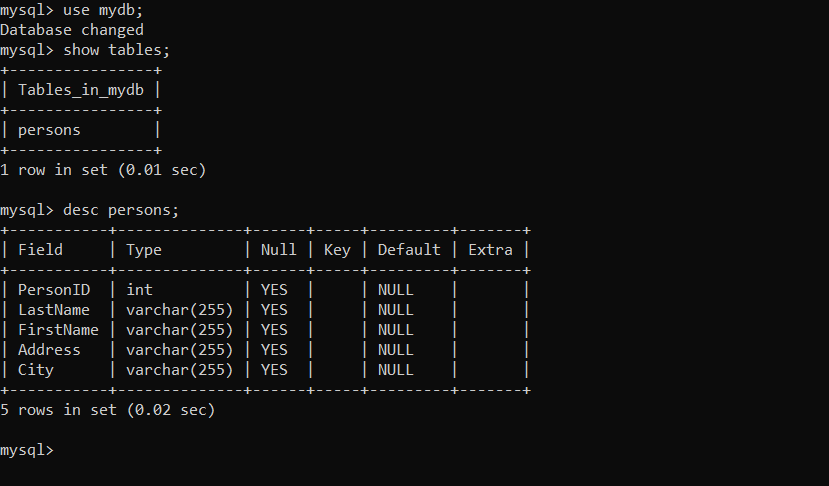 mysql> use mydb;
Database changed
mysql> show tables;
+----------------+
| Tables_in_mydb |
+----------------+
| persons        |
+----------------+
1 row in set (0.01 sec)

mysql> desc persons;
+-----------+--------------+------+-----+---------+-------+
| Field     | Type         | Null | Key | Default | Extra |
+-----------+--------------+------+-----+---------+-------+
| PersonID  | int          | YES  |     | NULL    |       |
| LastName  | varchar(255) | YES  |     | NULL    |       |
| FirstName | varchar(255) | YES  |     | NULL    |       |
| Address   | varchar(255) | YES  |     | NULL    |       |
| City      | varchar(255) | YES  |     | NULL    |       |
+-----------+--------------+------+-----+---------+-------+
5 rows in set (0.02 sec)

mysql>